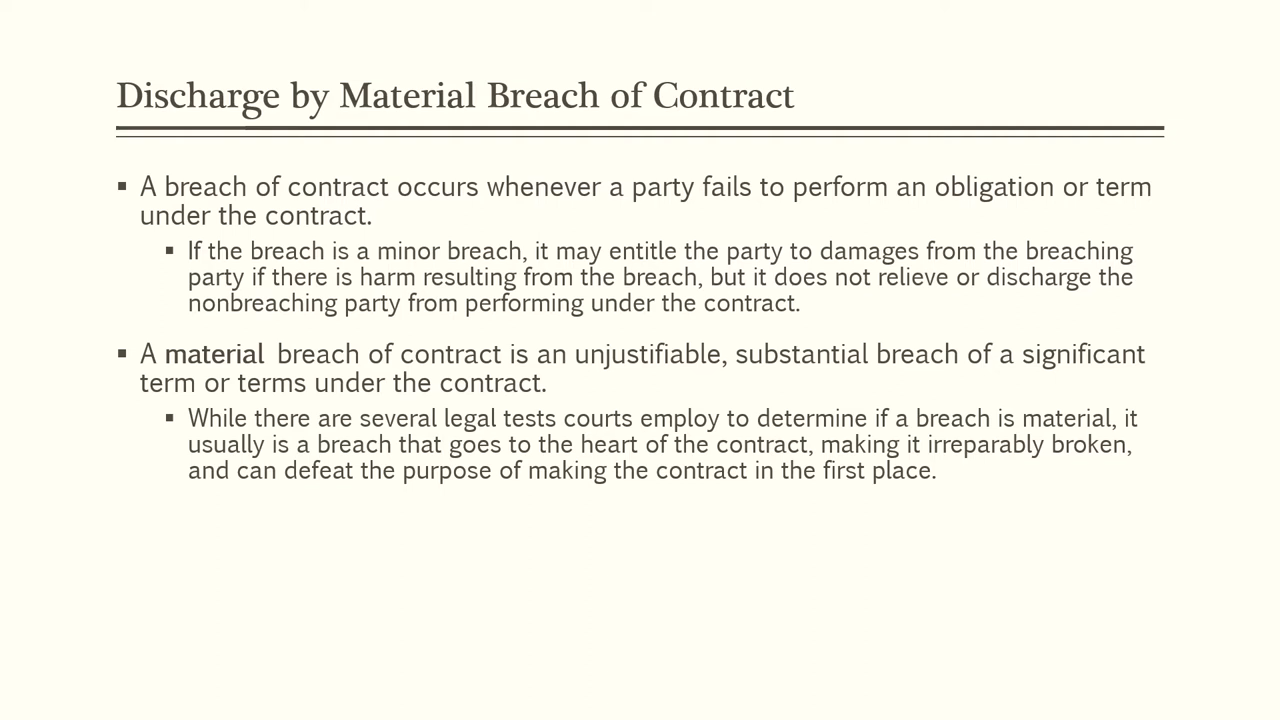 Discharge by Material Breach of Contract
▪ A breach of contract occurs whenever a party fails to perform an obligation or term
under the contract.
▪ If the breach is a minor breach, it may entitle the party to damages from the breaching
party if there is harm resulting from the breach, but it does not relieve or discharge the
nonbreaching party from performing under the contract.
▪ A material breach of contract is an unjustifiable, substantial breach of a significant
term or terms under the contract.
▪ While there are several legal tests courts employ to determine if a breach is material, it
usually is a breach that goes to the heart of the contract, making it irreparably broken,
and can defeat the purpose of making the contract in the first place.